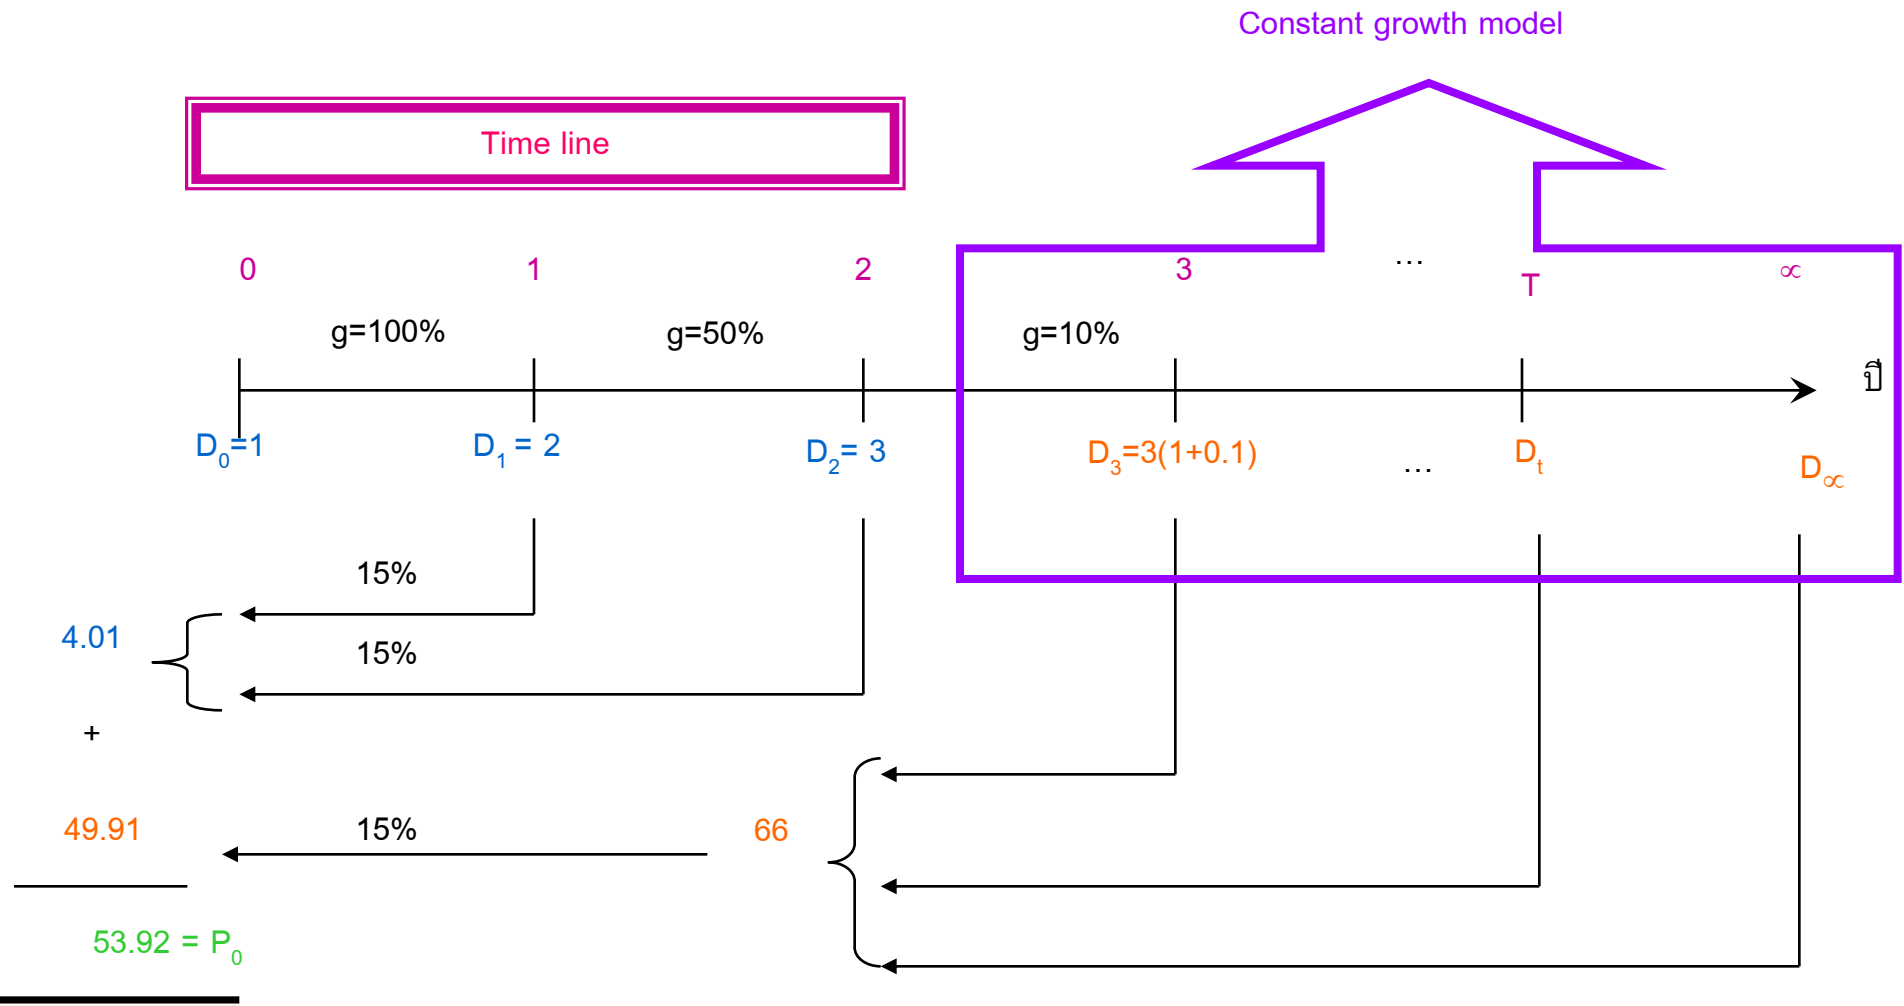 Constant growth model
Time line
0 1 2 3 ... T ∝
g=100% g=50% g=10%
ปี
D0=1 D1 = 2 D2= 3 D3=3(1+0.1) ... Dt D∝
15%
4.01
15%
+
49.91 15% 66
53.92 = P0